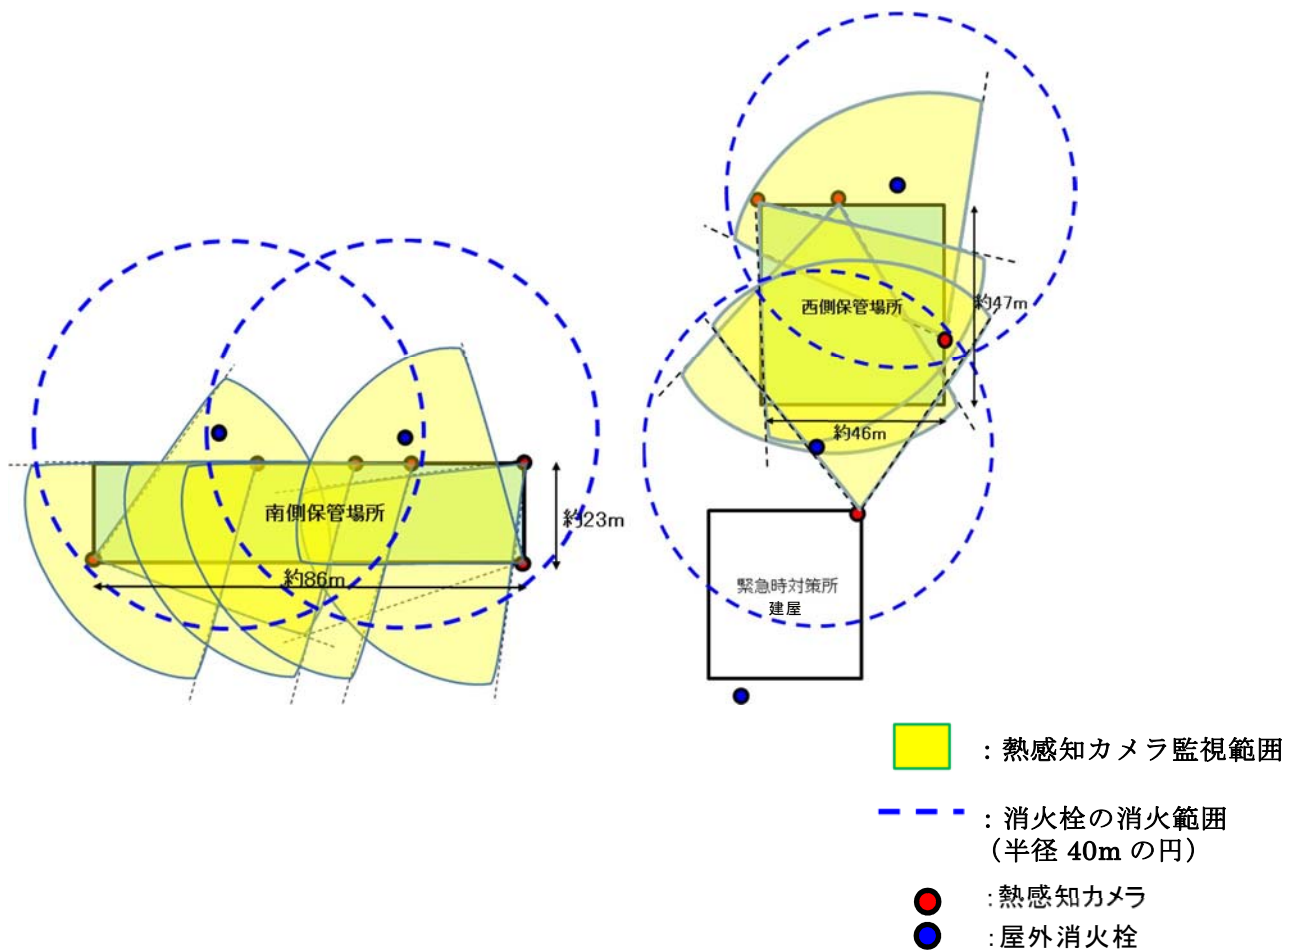 西側保管場所
約47m
約46m
南側保管場所
約23m
約86m
緊急時対策所
建屋
：熱感知カメラ監視範囲
：消火栓の消火範囲
（半径 40m の円）
：熱感知カメラ
：屋外消火栓